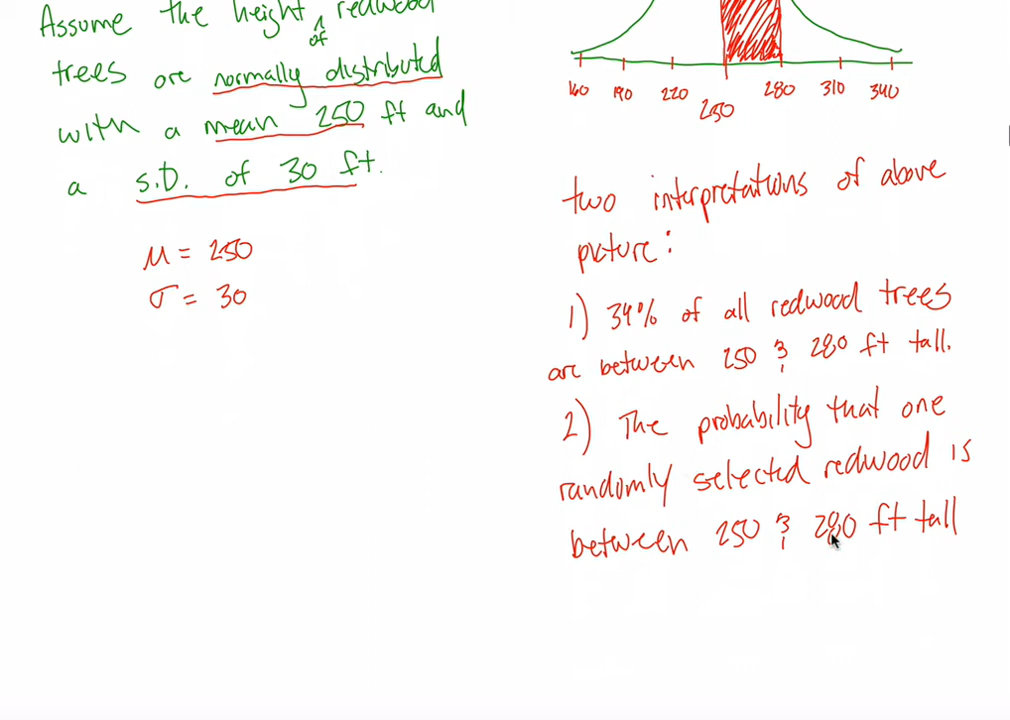 Assume the height of redwood
trees are normally distributed
with a mean 250 ft and
a S.D. of 30 ft.
μ = 250
σ = 30
160 190 220 250 280 310 340
two interpretations of above
picture:
1) 34% of all redwood trees
are between 250 & 280 ft tall.
2) The probability that one
randomly selected redwood is
between 250 & 280 ft tall